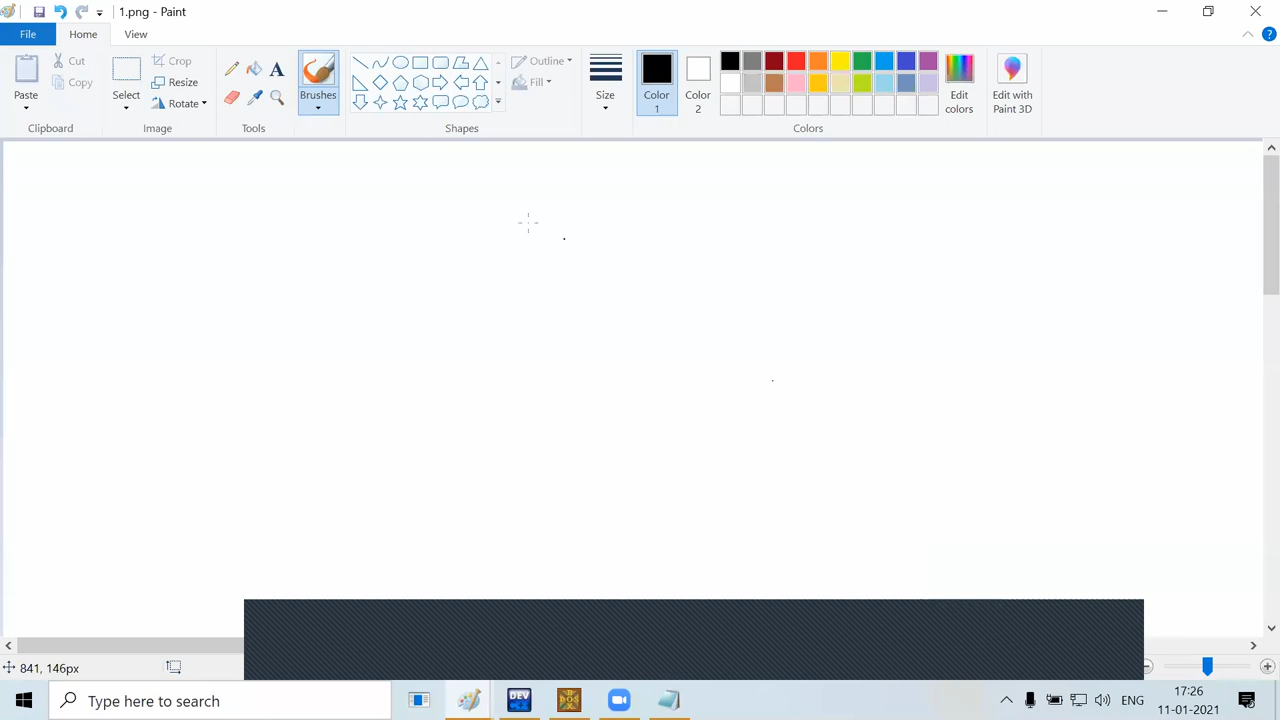 1.png - Paint
File Home View
Paste
Cut
Copy
Clipboard
Select
Crop
Resize
Rotate
Image
A
Tools
Brushes
Outline
Fill
Shapes
Size
Color 1
Color 2
Edit colors
Colors
Edit with Paint 3D
841, 146px
Type here to search
DEV
DOS
ENG
17:26
11-01-2021